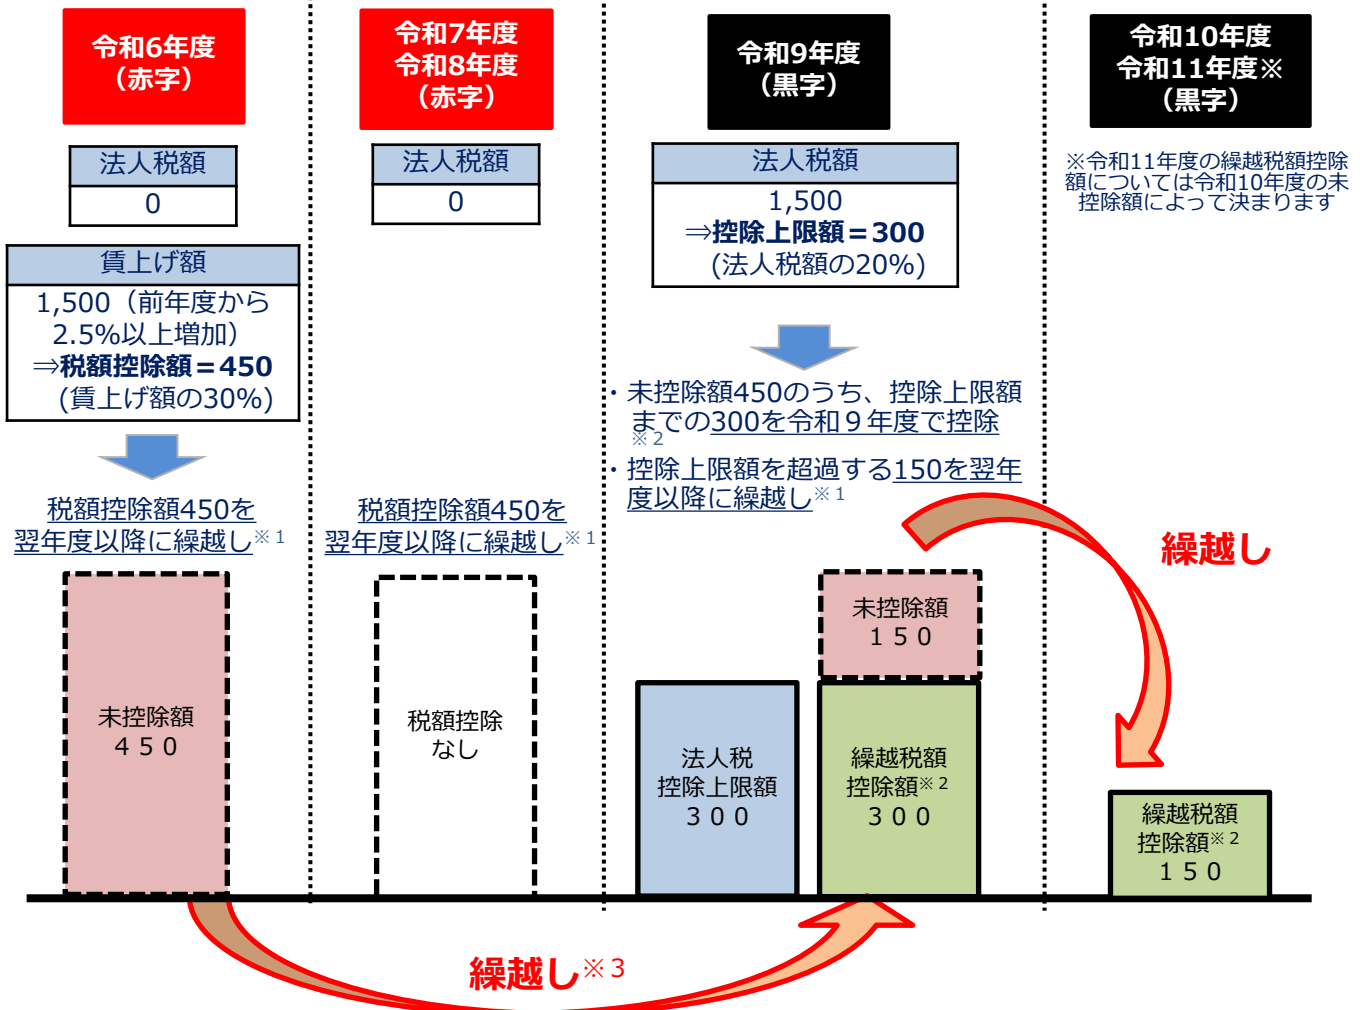 令和6年度
（赤字）
法人税額
0
賃上げ額
1,500（前年度から
2.5%以上増加）
⇒税額控除額＝450
(賃上げ額の30%)
税額控除額450を
翌年度以降に繰越し※1
未控除額
４５０
令和7年度
令和8年度
（赤字）
法人税額
0
税額控除額450を
翌年度以降に繰越し※1
税額控除
なし
令和9年度
（黒字）
法人税額
1,500
⇒控除上限額＝300
(法人税額の20%)
・未控除額450のうち、控除上限額
までの300を令和９年度で控除
※2
・控除上限額を超過する150を翌年
度以降に繰越し※1
未控除額
１５０
法人税
控除上限額
３００
繰越税額
控除額※2
３００
令和10年度
令和11年度※
（黒字）
※令和11年度の繰越税額控除
額については令和10年度の未
控除額によって決まります
繰越し
繰越税額
控除額※2
１５０
繰越し※3